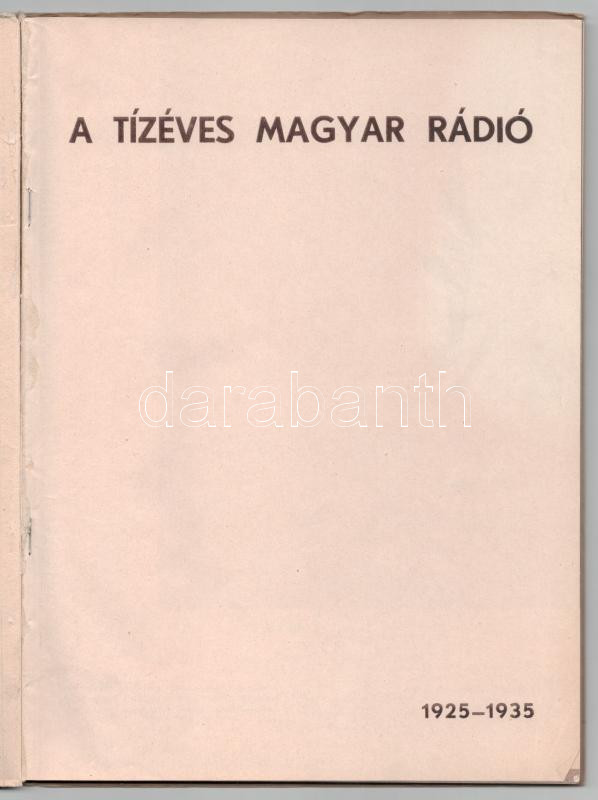 A TÍZÉVES MAGYAR RÁDIÓ
darabanth
1925–1935